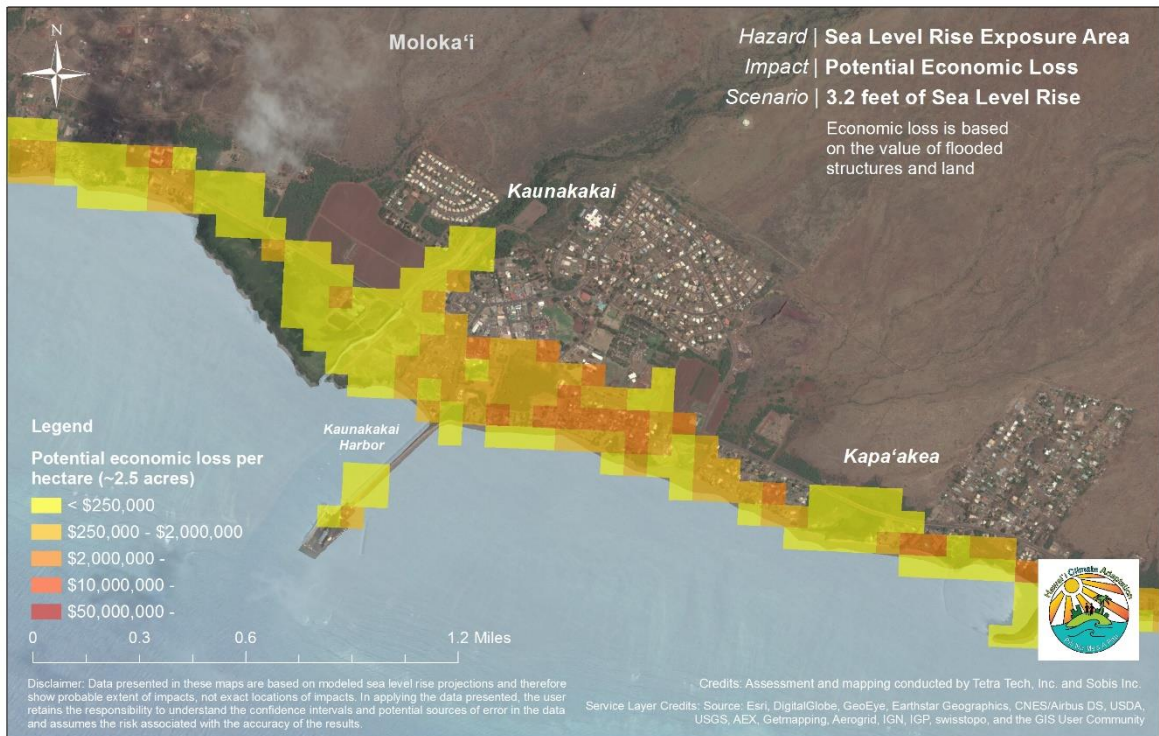 N
Moloka‘i
Hazard | Sea Level Rise Exposure Area
Impact | Potential Economic Loss
Scenario | 3.2 feet of Sea Level Rise
Economic loss is based
on the value of flooded
structures and land
Kaunakakai
Kaunakakai
Harbor
Kapa‘akea
Legend
Potential economic loss per
hectare (~2.5 acres)
< $250,000
$250,000 - $2,000,000
$2,000,000 -
$10,000,000 -
$50,000,000 -
0 0.3 0.6 1.2 Miles
Hawai‘i Climate Adaptation
Disclaimer: Data presented in these maps are based on modeled sea level rise projections and therefore
show probable extent of impacts, not exact locations of impacts. In applying the data presented, the user
retains the responsibility to understand the confidence intervals and potential sources of error in the data
and assumes the risk associated with the accuracy of the results.
Credits: Assessment and mapping conducted by Tetra Tech, Inc. and Sobis Inc.
Service Layer Credits: Source: Esri, DigitalGlobe, GeoEye, Earthstar Geographics, CNES/Airbus DS, USDA,
USGS, AEX, Getmapping, Aerogrid, IGN, IGP, swisstopo, and the GIS User Community